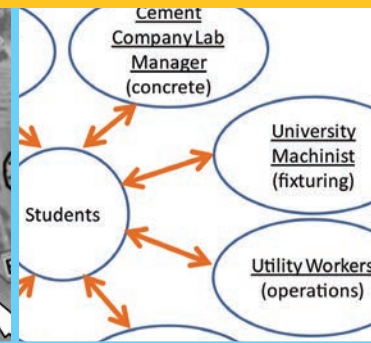 Cement
Company Lab
Manager
(concrete)
University
Machinist
(fixturing)
Students
Utility Workers
(operations)